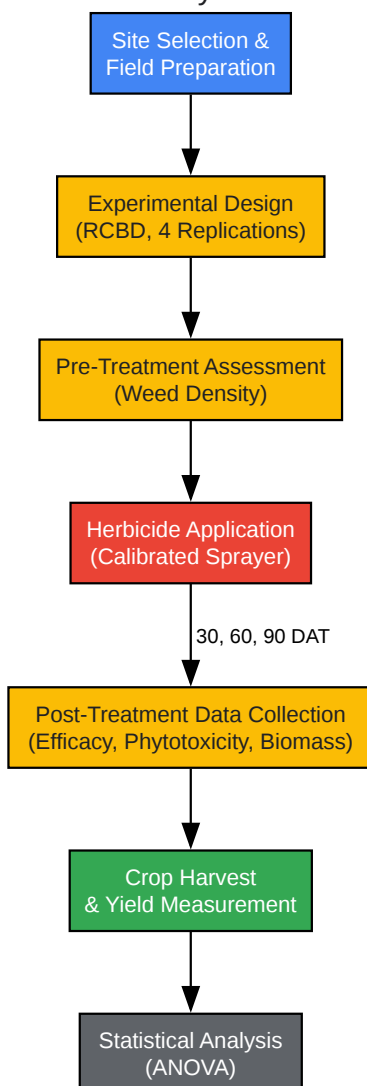 Site Selection &
Field Preparation
Experimental Design
(RCBD, 4 Replications)
Pre-Treatment Assessment
(Weed Density)
Herbicide Application
(Calibrated Sprayer)
30, 60, 90 DAT
Post-Treatment Data Collection
(Efficacy, Phytotoxicity, Biomass)
Crop Harvest
& Yield Measurement
Statistical Analysis
(ANOVA)